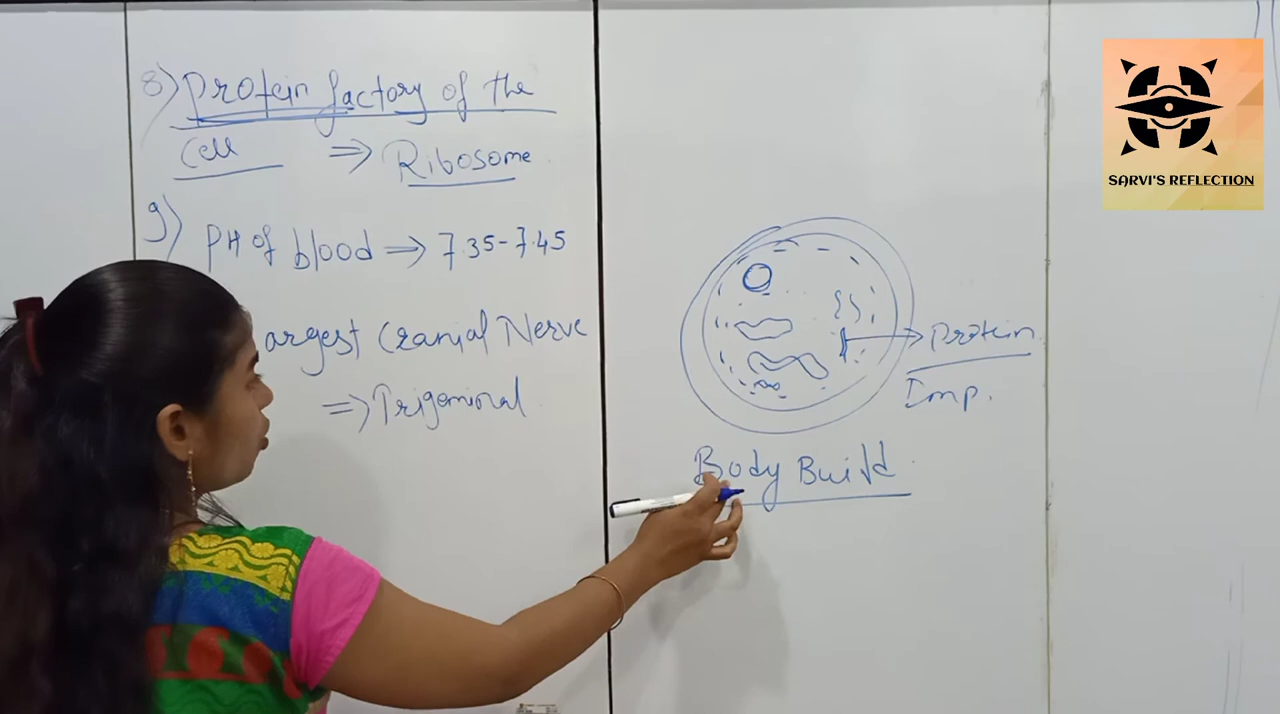 8) Protein factory of the
Cell ⇒ Ribosome
9) PH of blood ⇒ 7.35-7.45
argest Cranial Nerve
⇒ Trigeminal
Protein
Imp.
Body Build
SARVI'S REFLECTION